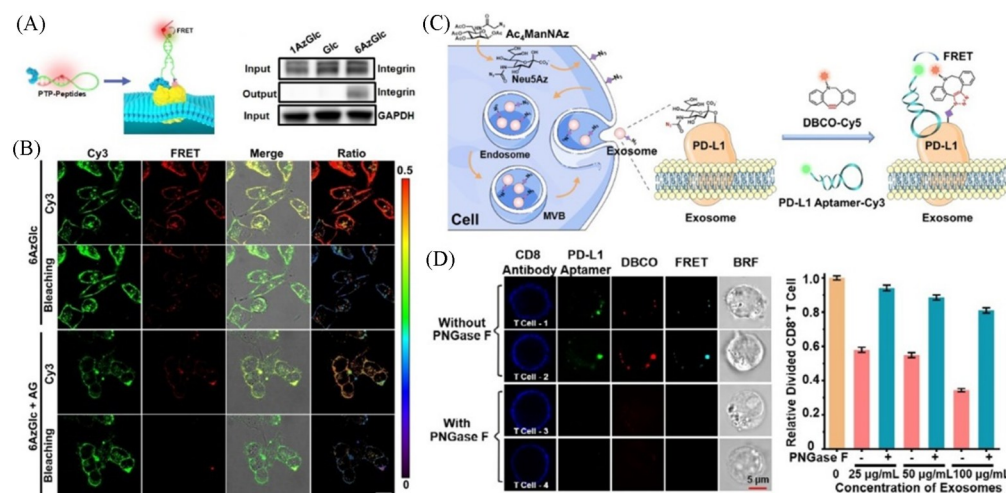 (A)
FRET
PTP-Peptides
1AzGlc
Glc
6AzGlc
Input
Integrin
Output
Integrin
Input
GAPDH
(B)
Cy3
FRET
Merge
Ratio
0.5
0
6AzGlc
Cy3
Bleaching
6AzGlc + AG
Cy3
Bleaching
(C)
Ac₄ManNAz
Neu5Az
Endosome
Exosome
MVB
Cell
PD-L1
Exosome
DBCO-Cy5
PD-L1 Aptamer-Cy3
FRET
PD-L1
Exosome
(D)
CD8
Antibody
PD-L1
Aptamer
DBCO
FRET
BRF
Without
PNGase F
T Cell - 1
T Cell - 2
With
PNGase F
T Cell - 3
T Cell - 4
5 μm
Relative Divided CD8⁺ T Cell
1.0
0.8
0.6
0.4
0.2
0
PNGase F
0
- + - + - +
25 μg/mL 50 μg/mL 100 μg/mL
Concentration of Exosomes